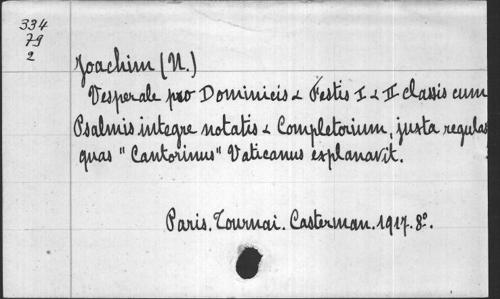 334
79
2
Joachim (N.)
Vesperale pro Dominicis & Festis I & II classis cum
Psalmis integre notatis & Completorium, justa regulas
quas "Cantorinus" Vaticanus explanavit.
Paris. Tournai. Casterman. 1917. 8º.